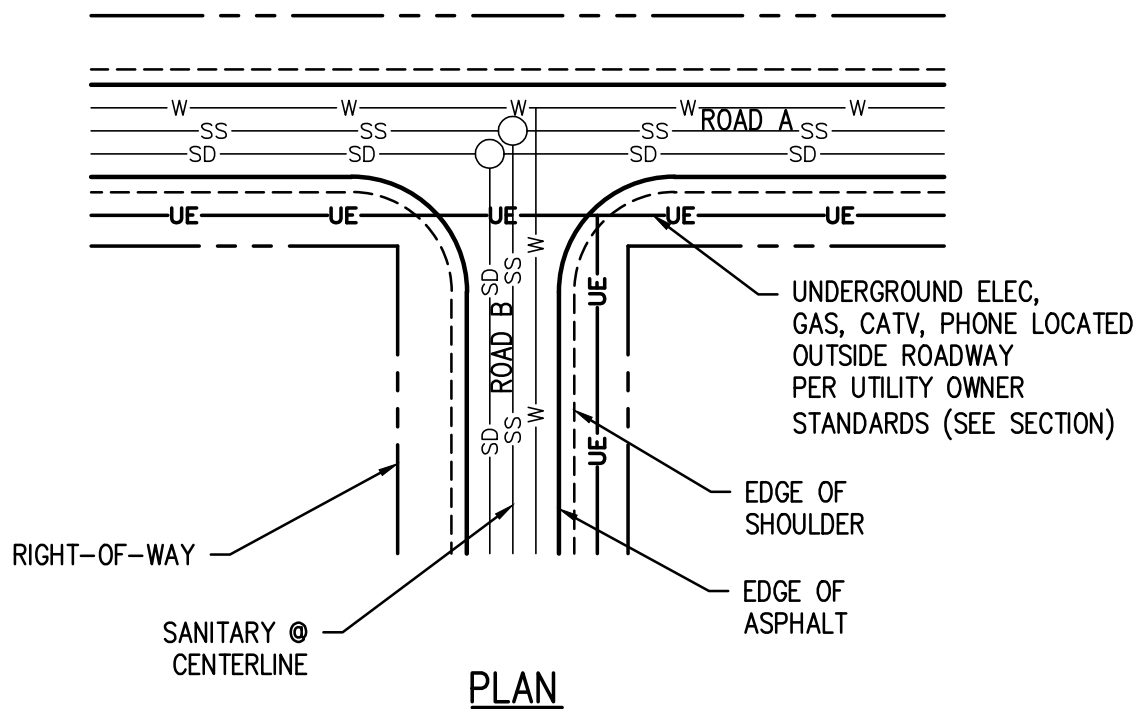 W W W W W
ROAD A
SS SS SS SS
SD SD SD SD
UE UE UE UE UE
W
SD
SS
UE
ROAD B
W
SD
SS
UE
UNDERGROUND ELEC,
GAS, CATV, PHONE LOCATED
OUTSIDE ROADWAY
PER UTILITY OWNER
STANDARDS (SEE SECTION)
EDGE OF
SHOULDER
RIGHT-OF-WAY
EDGE OF
ASPHALT
SANITARY @
CENTERLINE
PLAN